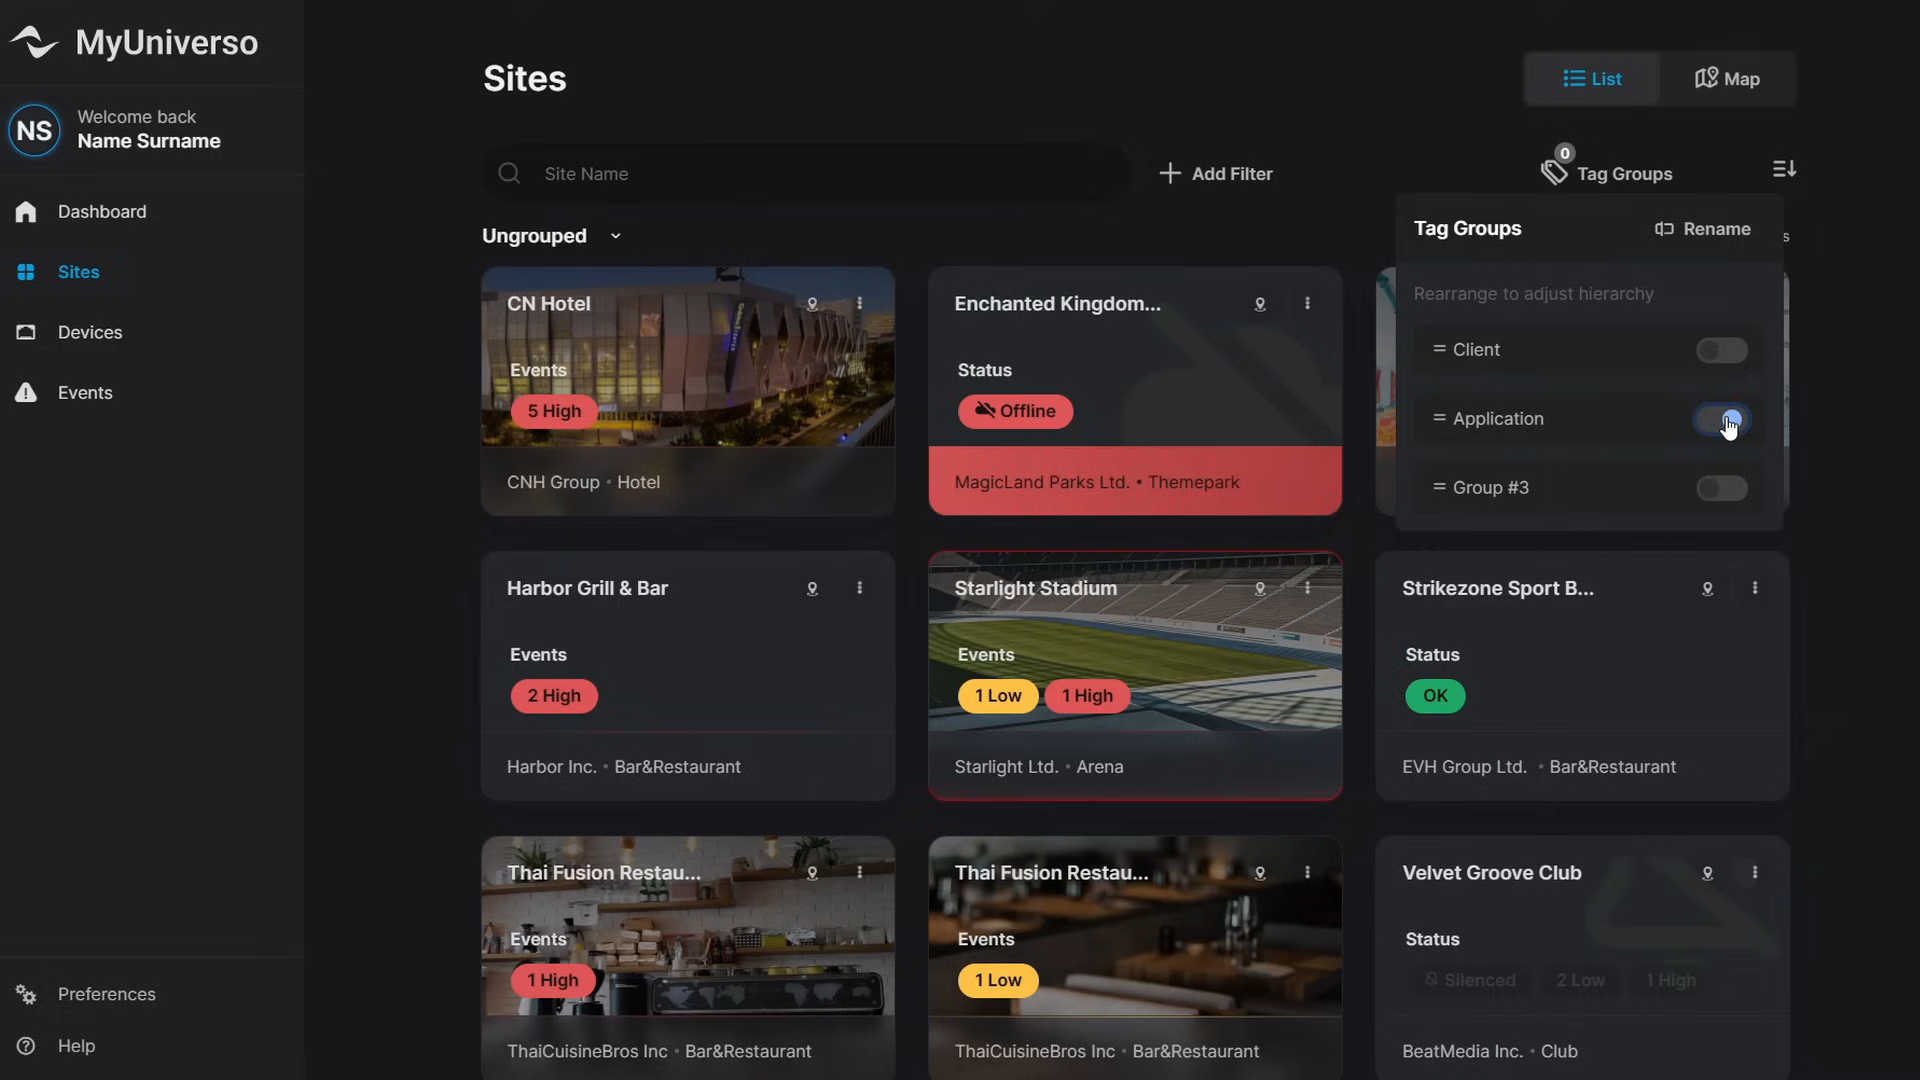 MyUniverso
NS
Welcome back
Name Surname
Dashboard
Sites
Devices
Events
Preferences
Help
Sites
List
Map
Site Name
Add Filter
0
Tag Groups
Ungrouped
Tag Groups
Rename
Rearrange to adjust hierarchy
Client
Application
Group #3
CN Hotel
Events
5 High
CNH Group • Hotel
Enchanted Kingdom...
Status
Offline
MagicLand Parks Ltd. • Themepark
Harbor Grill & Bar
Events
2 High
Harbor Inc. • Bar&Restaurant
Starlight Stadium
Events
1 Low
1 High
Starlight Ltd. • Arena
Strikezone Sport B...
Status
OK
EVH Group Ltd. • Bar&Restaurant
Thai Fusion Restau...
Events
1 High
ThaiCuisineBros Inc • Bar&Restaurant
Thai Fusion Restau...
Events
1 Low
ThaiCuisineBros Inc • Bar&Restaurant
Velvet Groove Club
Status
Silenced
2 Low
1 High
BeatMedia Inc. • Club